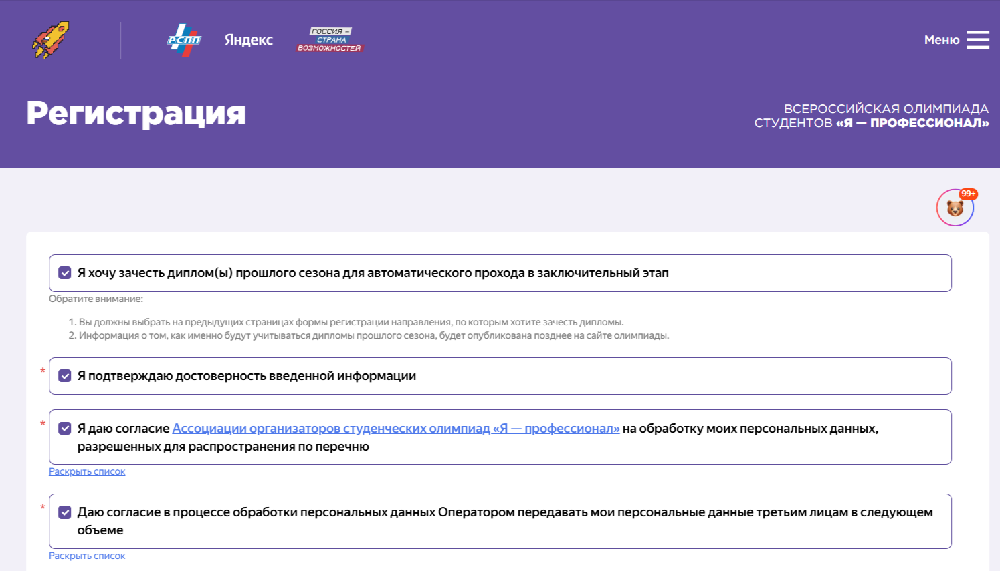 РСПП
Яндекс
РОССИЯ –
СТРАНА
ВОЗМОЖНОСТЕЙ
Меню
Регистрация
ВСЕРОССИЙСКАЯ ОЛИМПИАДА
СТУДЕНТОВ «Я — ПРОФЕССИОНАЛ»
99+
Я хочу зачесть диплом(ы) прошлого сезона для автоматического прохода в заключительный этап
Обратите внимание:
1. Вы должны выбрать на предыдущих страницах формы регистрации направления, по которым хотите зачесть дипломы.
2. Информация о том, как именно будут учитываться дипломы прошлого сезона, будет опубликована позднее на сайте олимпиады.
* Я подтверждаю достоверность введенной информации
* Я даю согласие Ассоциации организаторов студенческих олимпиад «Я — профессионал» на обработку моих персональных данных,
разрешенных для распространения по перечню
Раскрыть список
* Даю согласие в процессе обработки персональных данных Оператором передавать мои персональные данные третьим лицам в следующем
объеме
Раскрыть список